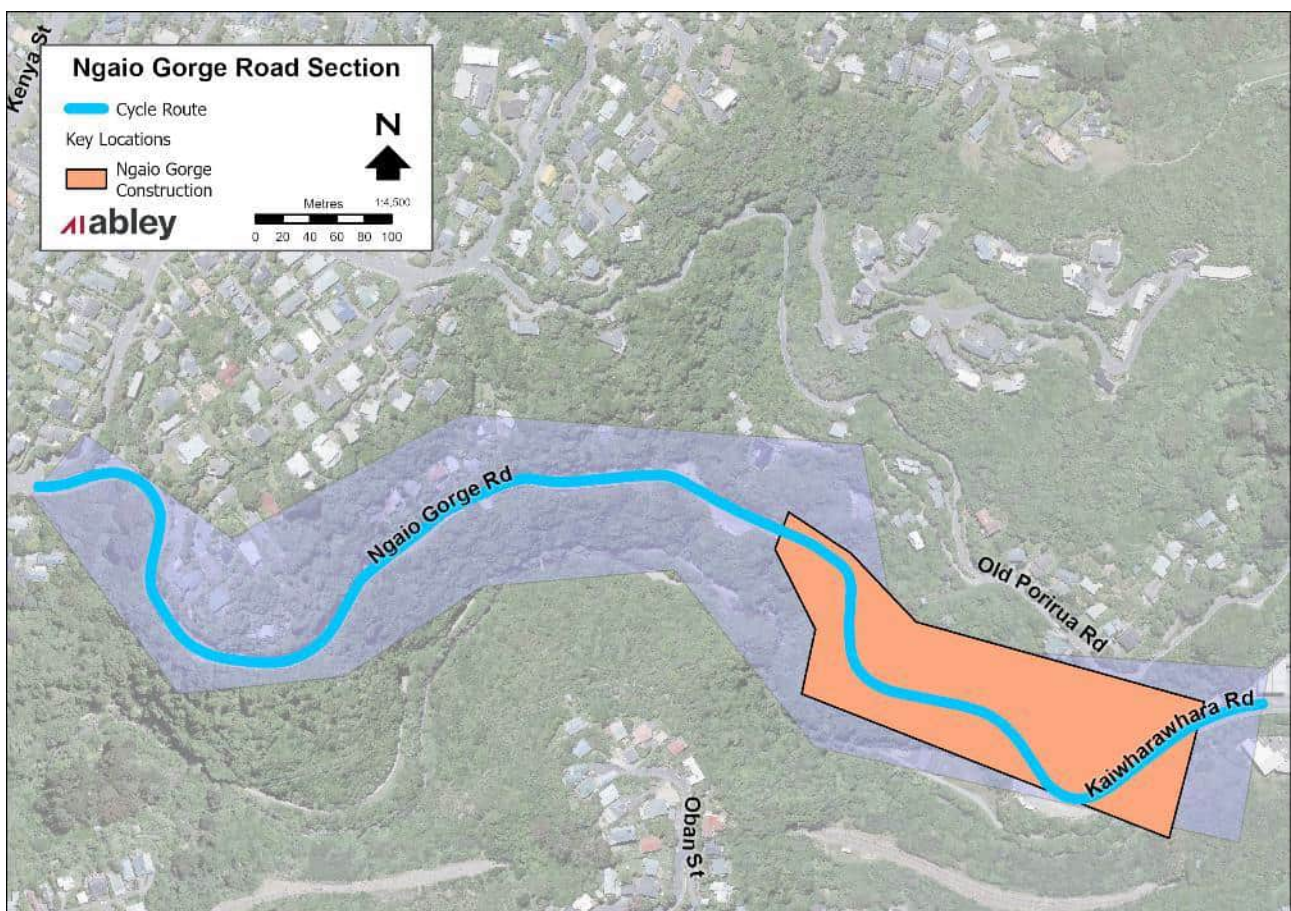 Kenya St
Ngaio Gorge Road Section
Cycle Route
Key Locations
Ngaio Gorge
Construction
N
abley
Metres 1:4,500
0 20 40 60 80 100
Ngaio Gorge Rd
Old Porirua Rd
Kaiwharawhara Rd
Oban St